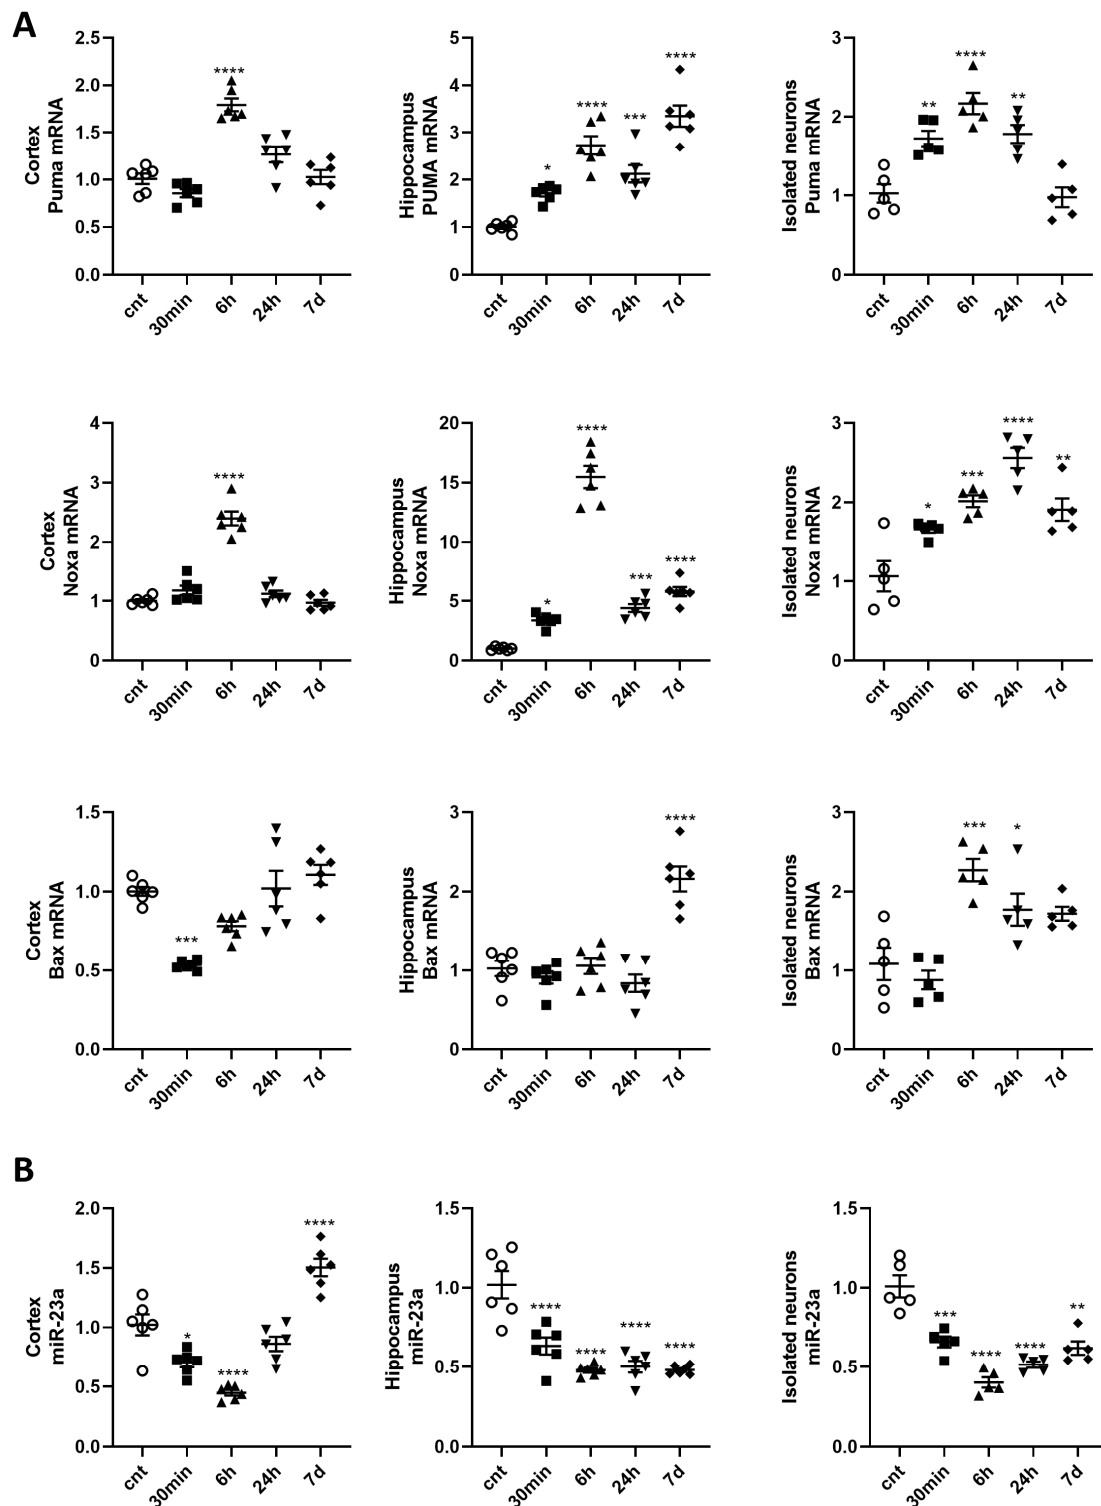 A
Cortex
Puma mRNA
2.5
2.0
1.5
1.0
0.5
0.0
****
cnt
30min
6h
24h
7d
Hippocampus
PUMA mRNA
5
4
3
2
1
0
*
****
***
****
cnt
30min
6h
24h
7d
Isolated neurons
Puma mRNA
3
2
1
0
**
****
**
cnt
30min
6h
24h
7d
Cortex
Noxa mRNA
4
3
2
1
0
****
cnt
30min
6h
24h
7d
Hippocampus
Noxa mRNA
20
15
10
5
0
*
****
***
****
cnt
30min
6h
24h
7d
Isolated neurons
Noxa mRNA
3
2
1
0
*
***
****
**
cnt
30min
6h
24h
7d
Cortex
Bax mRNA
1.5
1.0
0.5
0.0
***
cnt
30min
6h
24h
7d
Hippocampus
Bax mRNA
3
2
1
0
****
cnt
30min
6h
24h
7d
Isolated neurons
Bax mRNA
3
2
1
0
***
*
cnt
30min
6h
24h
7d
B
Cortex
miR-23a
2.0
1.5
1.0
0.5
0.0
*
****
****
cnt
30min
6h
24h
7d
Hippocampus
miR-23a
1.5
1.0
0.5
0.0
****
****
****
****
cnt
30min
6h
24h
7d
Isolated neurons
miR-23a
1.5
1.0
0.5
0.0
***
****
****
**
cnt
30min
6h
24h
7d